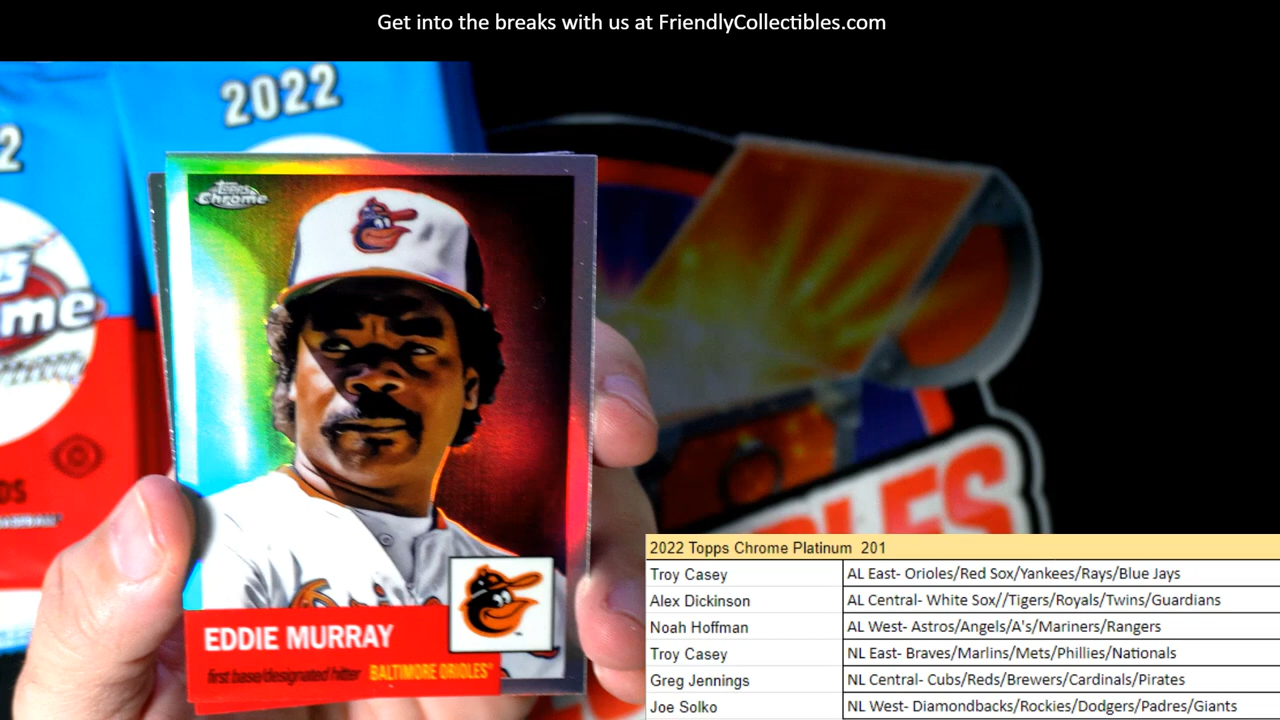 Get into the breaks with us at FriendlyCollectibles.com
2022
2
Topps
Chrome
EDDIE MURRAY
first base/designated hitter BALTIMORE ORIOLES
2022 Topps Chrome Platinum 201
Troy Casey AL East- Orioles/Red Sox/Yankees/Rays/Blue Jays
Alex Dickinson AL Central- White Sox//Tigers/Royals/Twins/Guardians
Noah Hoffman AL West- Astros/Angels/A's/Mariners/Rangers
Troy Casey NL East- Braves/Marlins/Mets/Phillies/Nationals
Greg Jennings NL Central- Cubs/Reds/Brewers/Cardinals/Pirates
Joe Solko NL West- Diamondbacks/Rockies/Dodgers/Padres/Giants